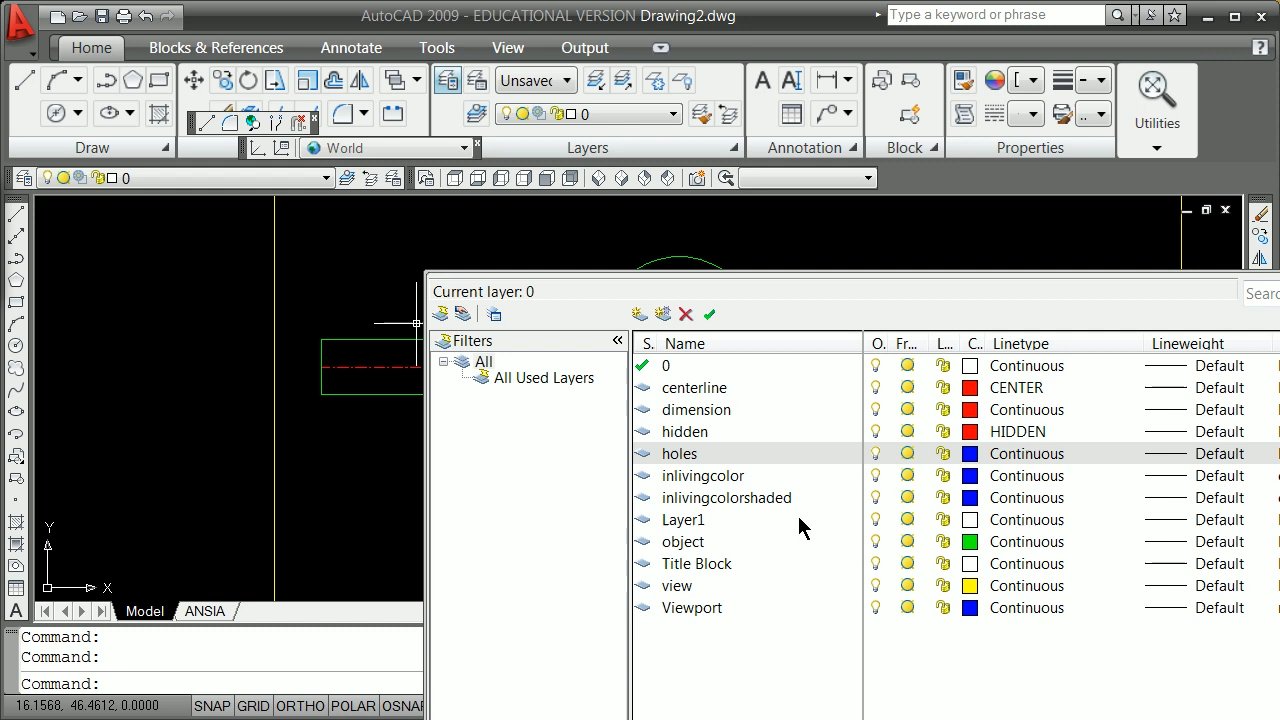 AutoCAD 2009 - EDUCATIONAL VERSION Drawing2.dwg
Type a keyword or phrase
Home Blocks & References Annotate Tools View Output
Unsavec
0
World
Utilities
Draw Layers Annotation Block Properties
0
Current layer: 0
Sear
Filters
All
All Used Layers
S. Name O. Fr... L... C.. Linetype Lineweight
0 Continuous Default
centerline CENTER Default
dimension Continuous Default
hidden HIDDEN Default
holes Continuous Default
inlivingcolor Continuous Default
inlivingcolorshaded Continuous Default
Layer1 Continuous Default
object Continuous Default
Title Block Continuous Default
view Continuous Default
Viewport Continuous Default
Y
X
Model ANSIA
Command:
Command:
Command:
16.1568, 46.4612, 0.0000 SNAP GRID ORTHO POLAR OSNA